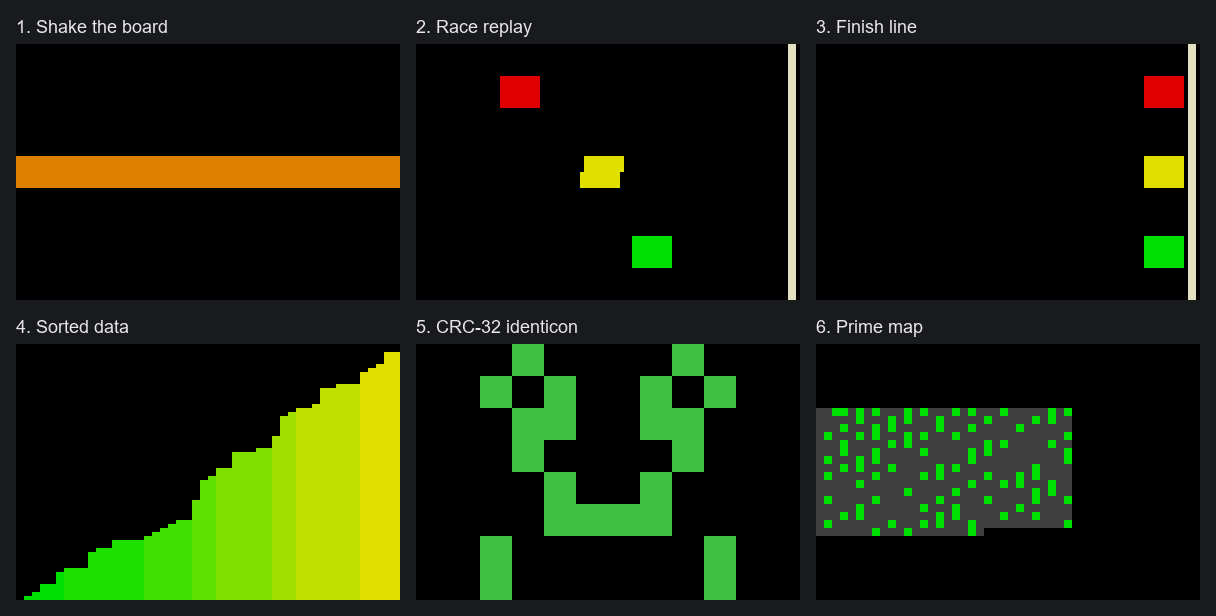 1. Shake the board
2. Race replay
3. Finish line
4. Sorted data
5. CRC-32 identicon
6. Prime map